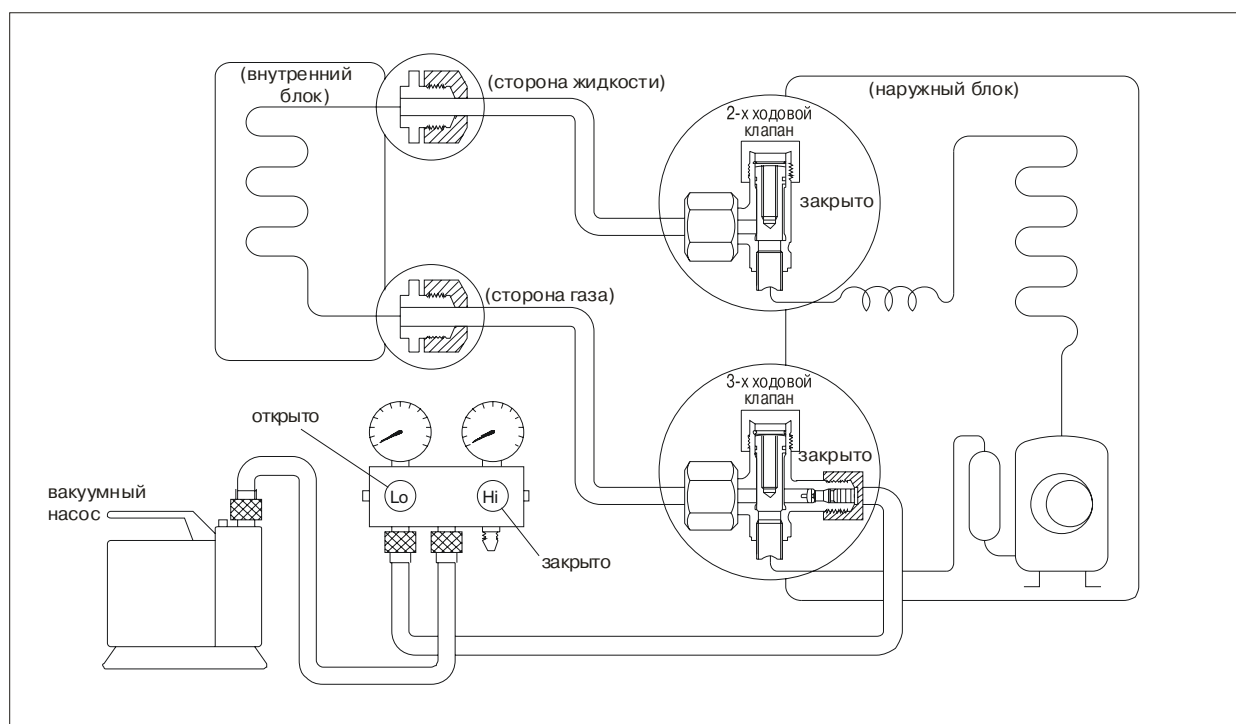 (внутренний
блок)
(сторона жидкости)
(наружный блок)
2-х ходовой
клапан
закрыто
(сторона газа)
3-х ходовой
клапан
закрыто
открыто
Lo
Hi
вакуумный
насос
закрыто